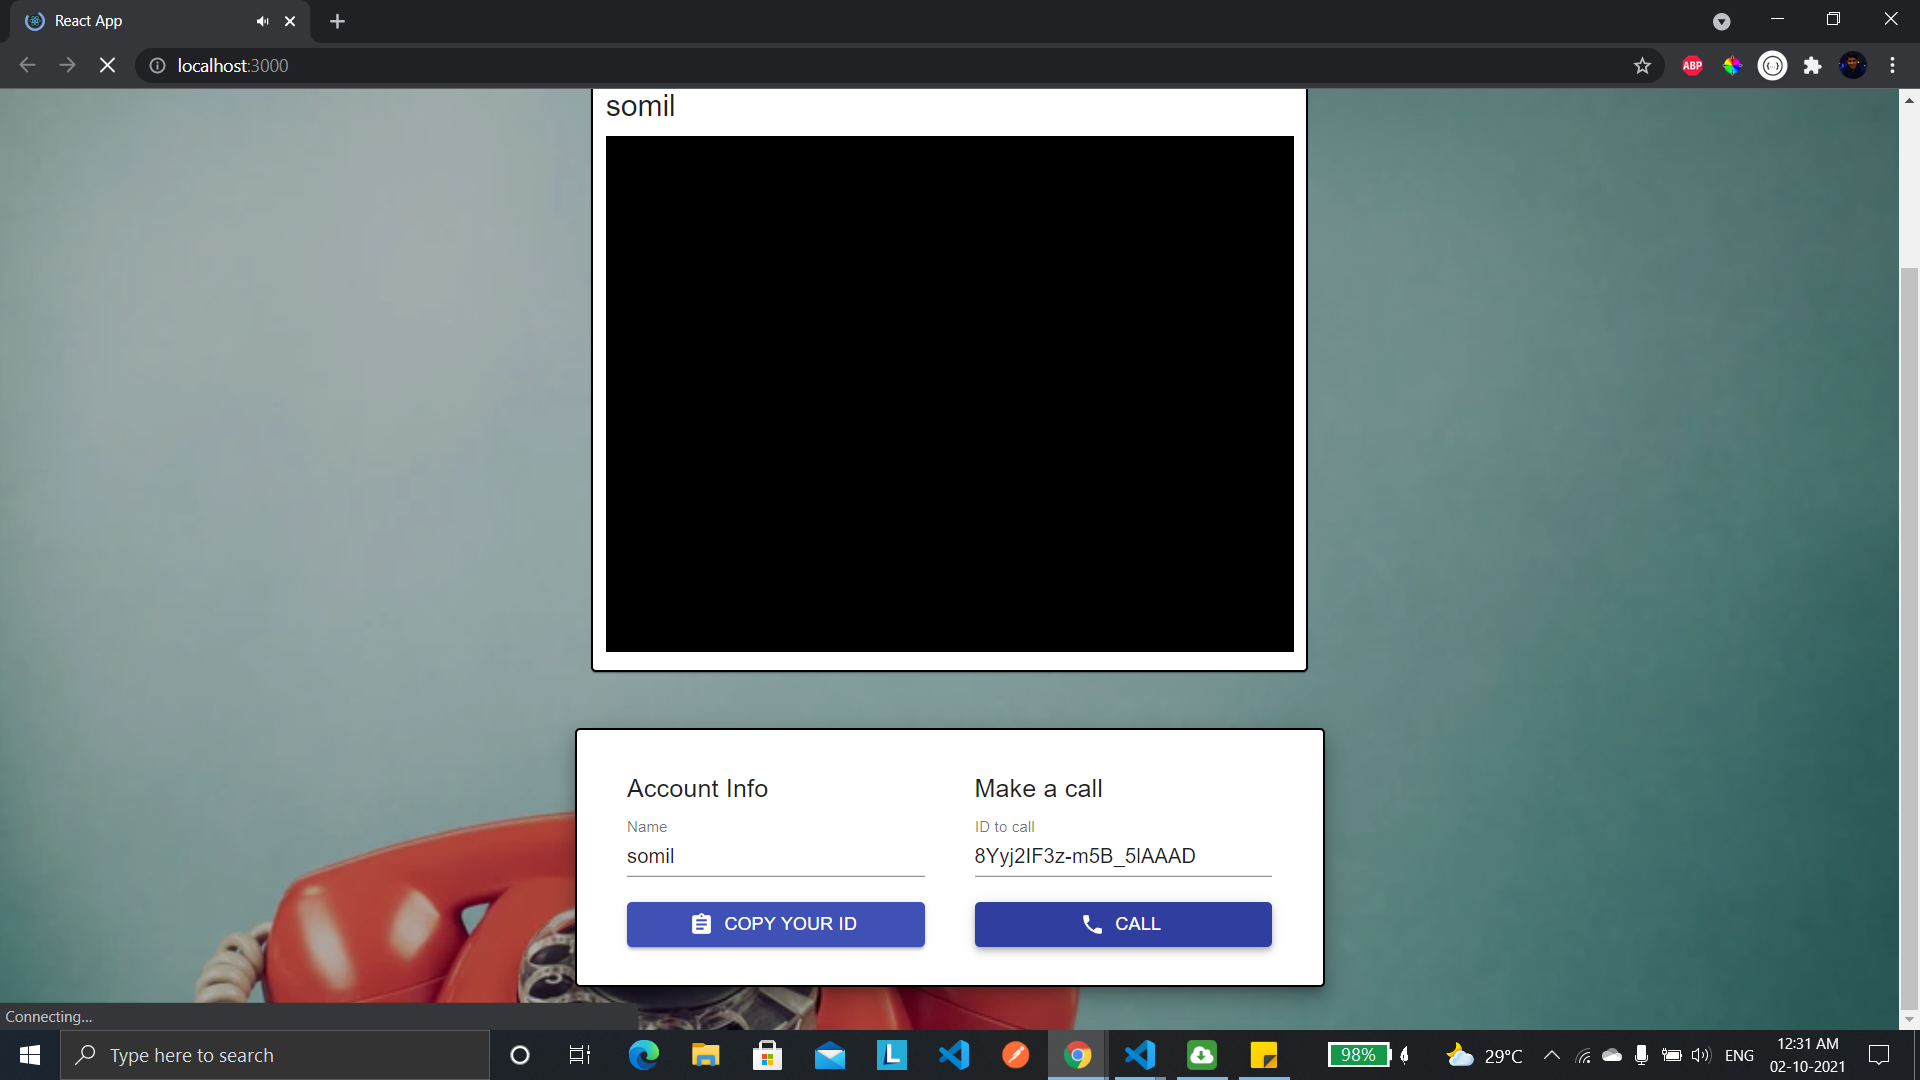 React App
localhost:3000
ABP
somil
Account Info
Make a call
Name
ID to call
somil
8Yyj2IF3z-m5B_5lAAAD
COPY YOUR ID
CALL
Connecting...
Type here to search
L
98%
29°C
ENG
12:31 AM
02-10-2021